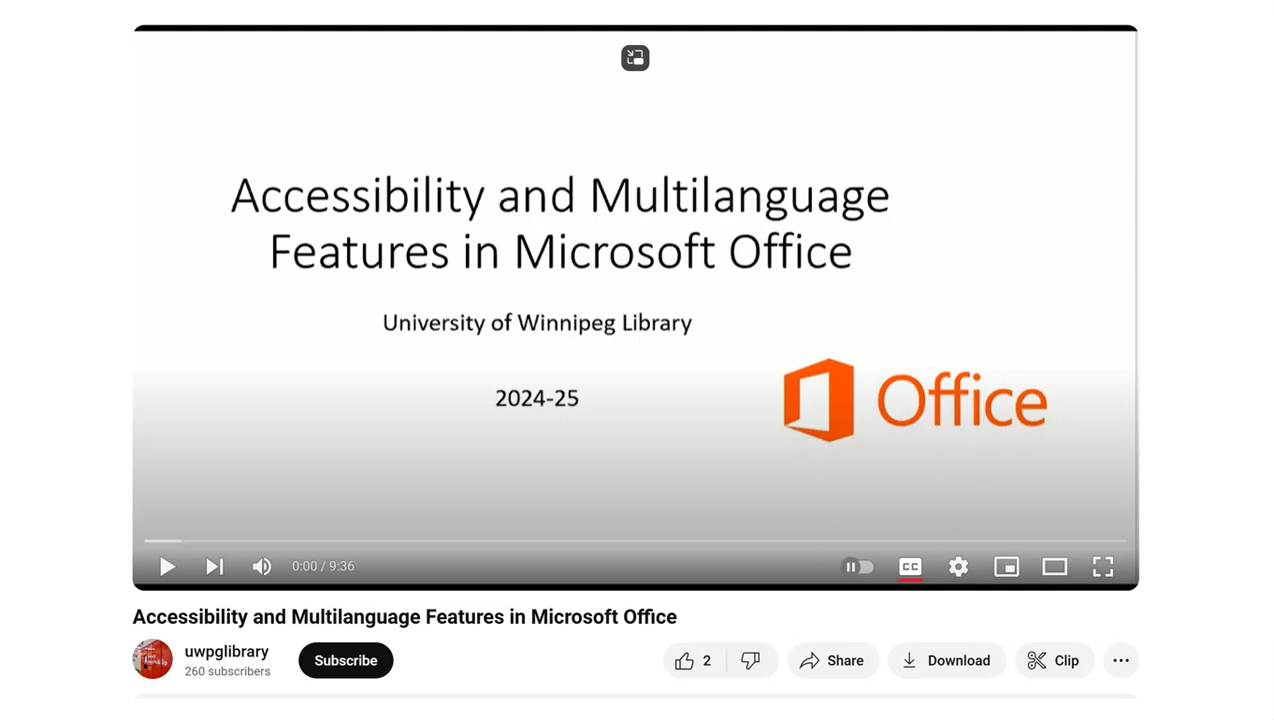 Accessibility and Multilanguage
Features in Microsoft Office
University of Winnipeg Library
2024-25
Office
0:00 / 9:36
CC
Accessibility and Multilanguage Features in Microsoft Office
uwpglibrary
260 subscribers
Subscribe
2
Share
Download
Clip